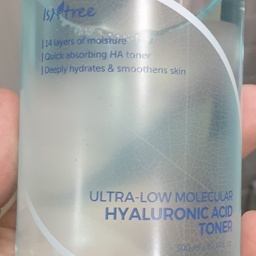 Isntree
| 14 layers of moisture
| Quick absorbing HA toner
| Deeply hydrates & smoothens skin
ULTRA-LOW MOLECULAR
HYALURONIC ACID
TONER